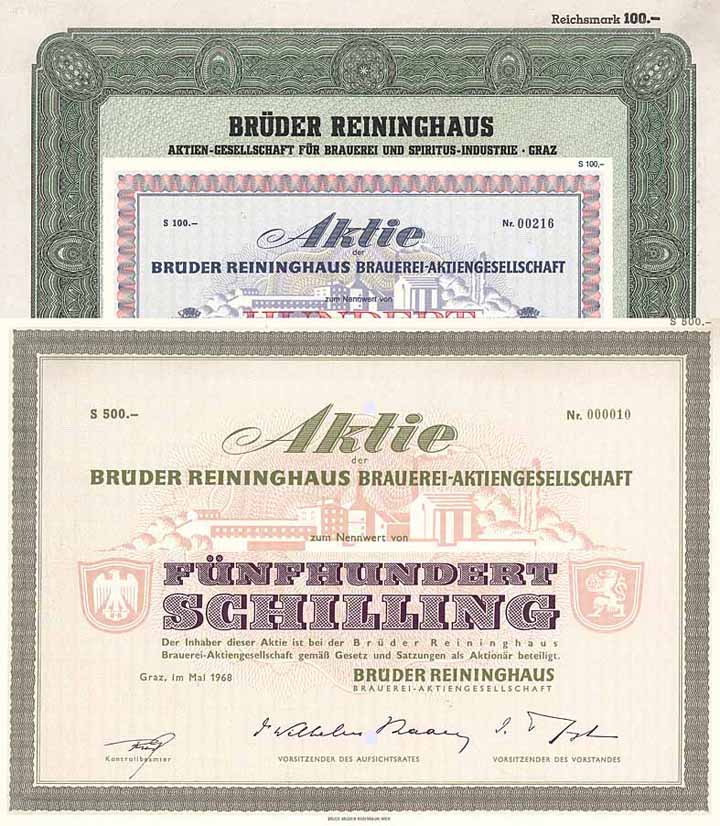 Reichsmark 100.–
BRÜDER REININGHAUS
AKTIEN-GESELLSCHAFT FÜR BRAUEREI UND SPIRITUS-INDUSTRIE · GRAZ
S 100,–
S 100.–
Nr. 00216
Aktie
der
BRÜDER REININGHAUS BRAUEREI-AKTIENGESELLSCHAFT
zum Nennwert von
HUNDERT
S 500.–
S 500.–
Nr. 000010
Aktie
der
BRÜDER REININGHAUS BRAUEREI-AKTIENGESELLSCHAFT
zum Nennwert von
FÜNFHUNDERT
SCHILLING
Der Inhaber dieser Aktie ist bei der Brüder Reininghaus
Brauerei-Aktiengesellschaft gemäß Gesetz und Satzungen als Aktionär beteiligt.
Graz, im Mai 1968
BRÜDER REININGHAUS
BRAUEREI-AKTIENGESELLSCHAFT
Kontrollbeamter
VORSITZENDER DES AUFSICHTSRATES
VORSITZENDER DES VORSTANDES